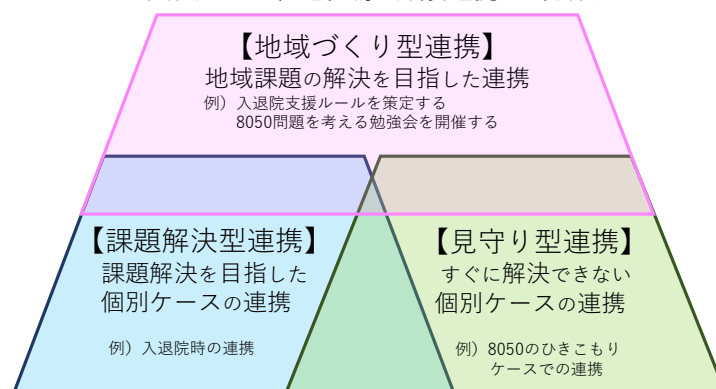 【地域づくり型連携】
地域課題の解決を目指した連携
例）入退院支援ルールを策定する
8050問題を考える勉強会を開催する
【課題解決型連携】
課題解決を目指した
個別ケースの連携
例）入退院時の連携
【見守り型連携】
すぐに解決できない
個別ケースの連携
例）8050のひきこもり
ケースでの連携